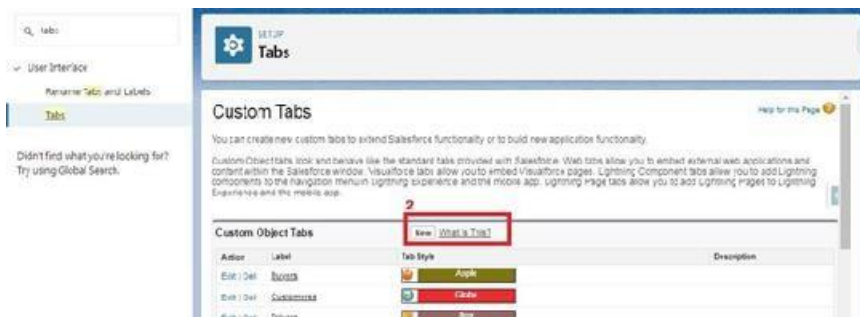 tabs
User Interface
Rename Tabs and Labels
Tabs
Didn't find what you're looking for?
Try using Global Search.
SETUP
Tabs
Custom Tabs
Help for this Page
You can create new custom tabs to extend Salesforce functionality or to build new application functionality.
Custom Object tabs look and behave like the standard tabs provided with Salesforce. Web tabs allow you to embed external web applications and
content within the Salesforce window. Visualforce tabs allow you to embed Visualforce pages. Lightning Component tabs allow you to add Lightning
components to the navigation menu in Lightning Experience and the mobile app. Lightning Page tabs allow you to add Lightning Pages to Lightning
Experience and the mobile app.
2
Custom Object Tabs New What Is This?
Action Label Tab Style Description
Edit | Del Buyers Apple
Edit | Del Customers Globe
Edit | Del Box